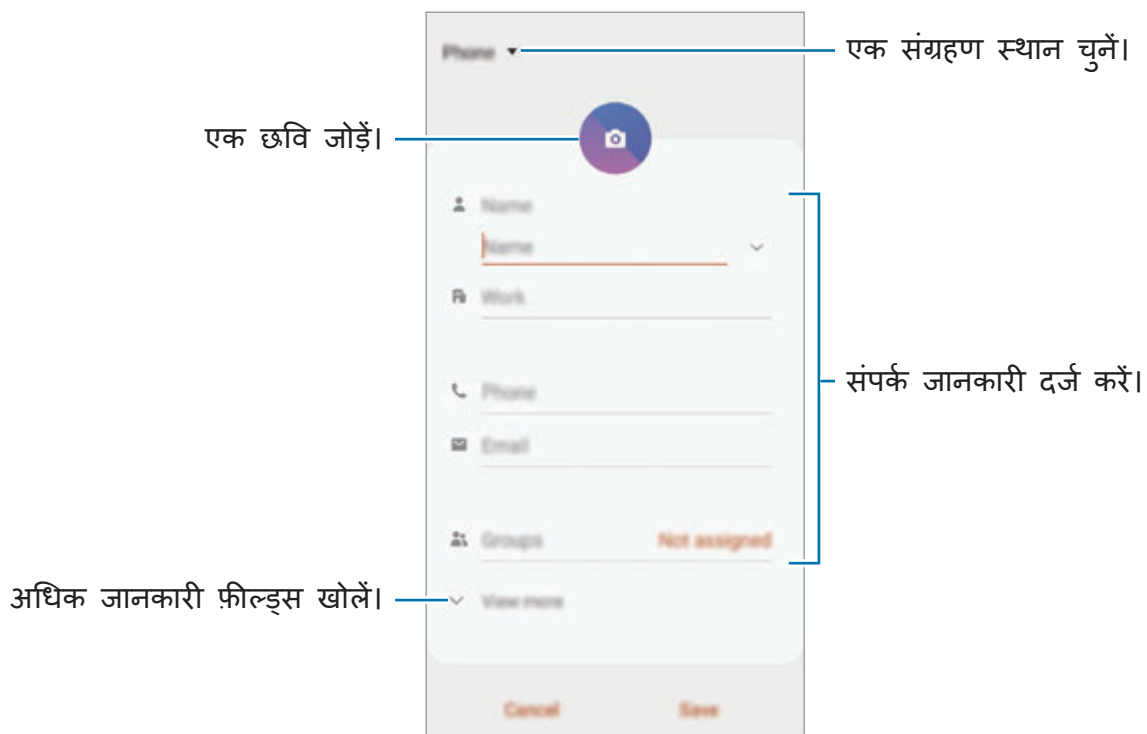 Phone
एक संग्रहण स्थान चुनें।
एक छवि जोड़ें।
Name
Name
Work
Phone
संपर्क जानकारी दर्ज करें।
Email
Groups Not assigned
अधिक जानकारी फ़ील्ड्स खोलें।
View more
Cancel Save